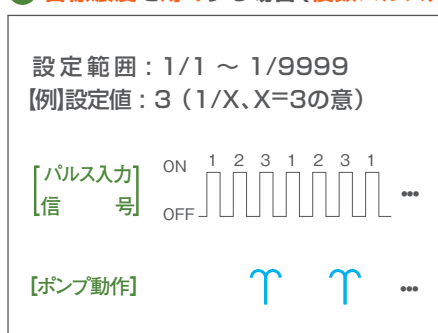 設定範囲：1/1 ～ 1/9999
【例】設定値：3（1/X、X=3の意）
ON 1 2 3 1 2 3 1
[パルス入力信号]
OFF
…
[ポンプ動作]
…